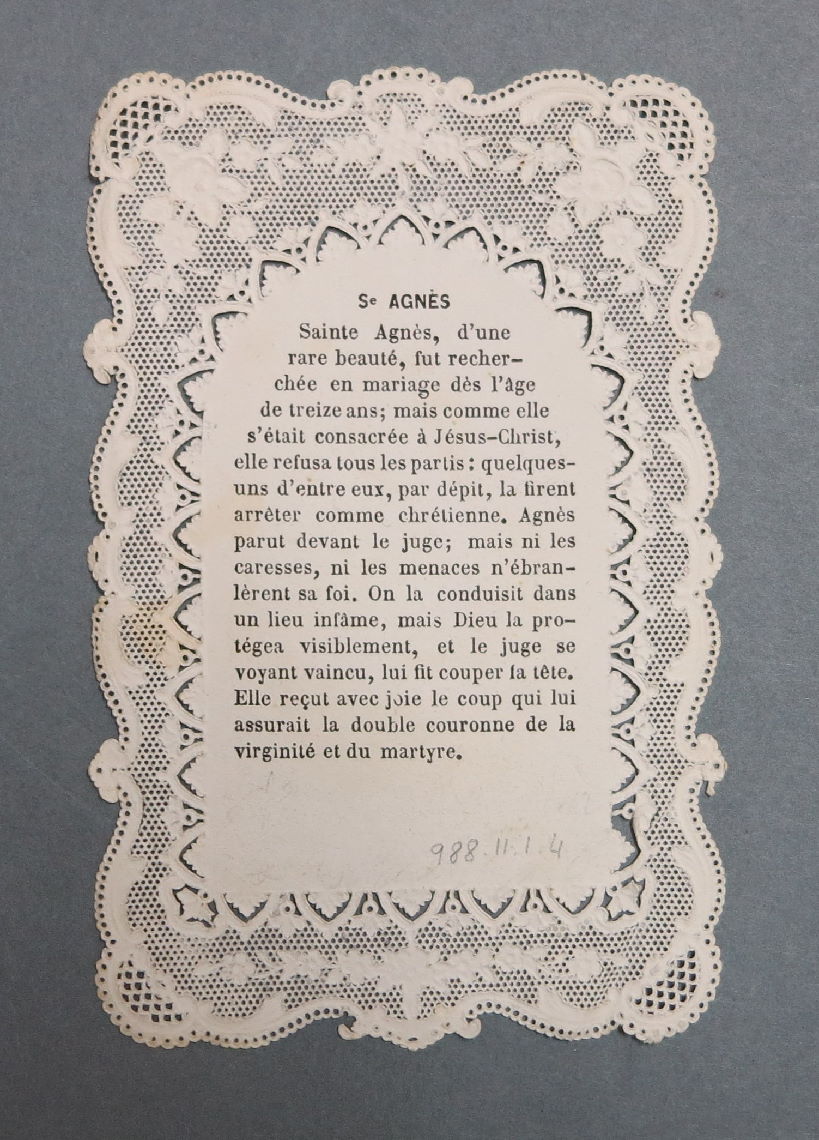 Se AGNÈS
Sainte Agnès, d'une
rare beauté, fut recher-
chée en mariage dès l'âge
de treize ans; mais comme elle
s'était consacrée à Jésus-Christ,
elle refusa tous les partis : quelques-
uns d'entre eux, par dépit, la firent
arrêter comme chrétienne. Agnès
parut devant le juge; mais ni les
caresses, ni les menaces n'ébran-
lèrent sa foi. On la conduisit dans
un lieu infâme, mais Dieu la pro-
tégea visiblement, et le juge se
voyant vaincu, lui fit couper la tête.
Elle reçut avec joie le coup qui lui
assurait la double couronne de la
virginité et du martyre.
988.11.1.4